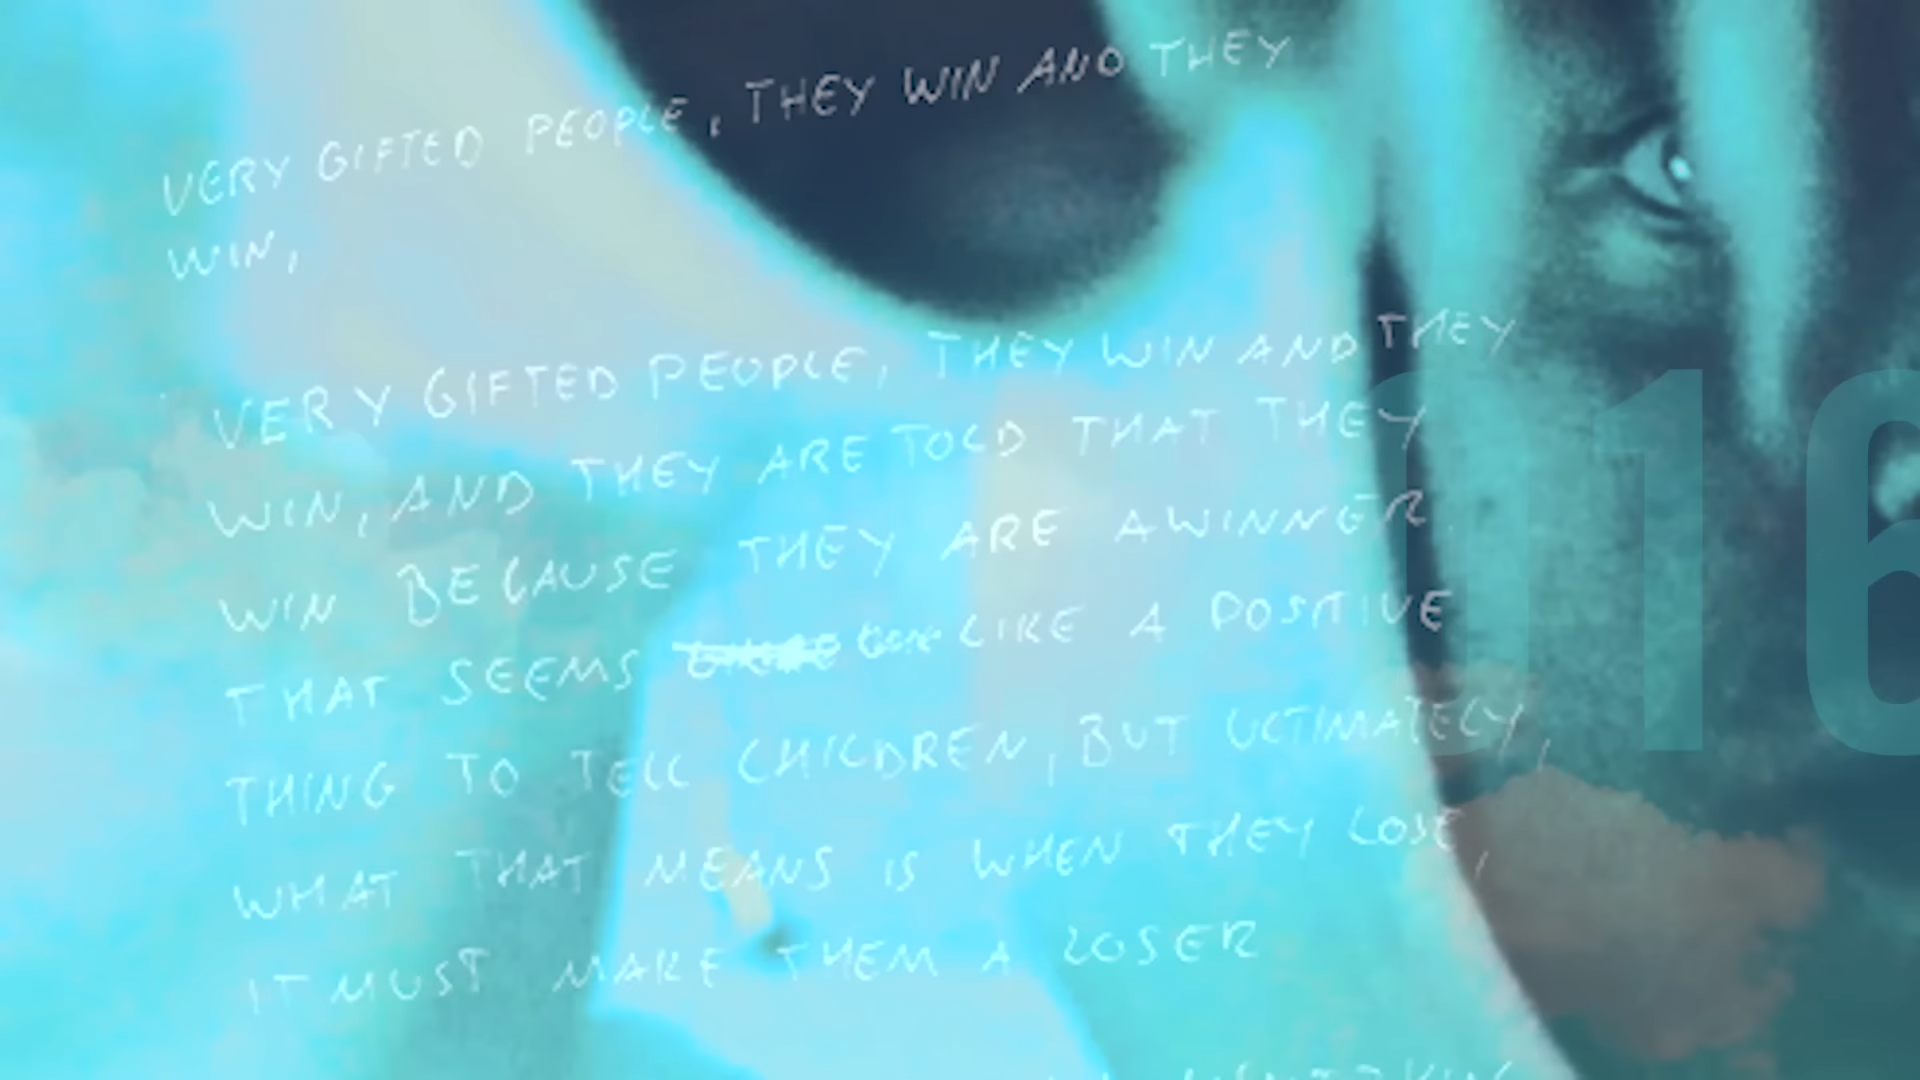 VERY GIFTED PEOPLE, THEY WIN AND THEY
WIN,
VERY GIFTED PEOPLE, THEY WIN AND THEY
WIN, AND THEY ARE TOLD THAT THEY
WIN BECAUSE THEY ARE A WINNER.
THAT SEEMS LIKE A POSITIVE
THING TO TELL CHILDREN, BUT ULTIMATELY,
WHAT THAT MEANS IS WHEN THEY LOSE,
IT MUST MAKE THEM A LOSER
016